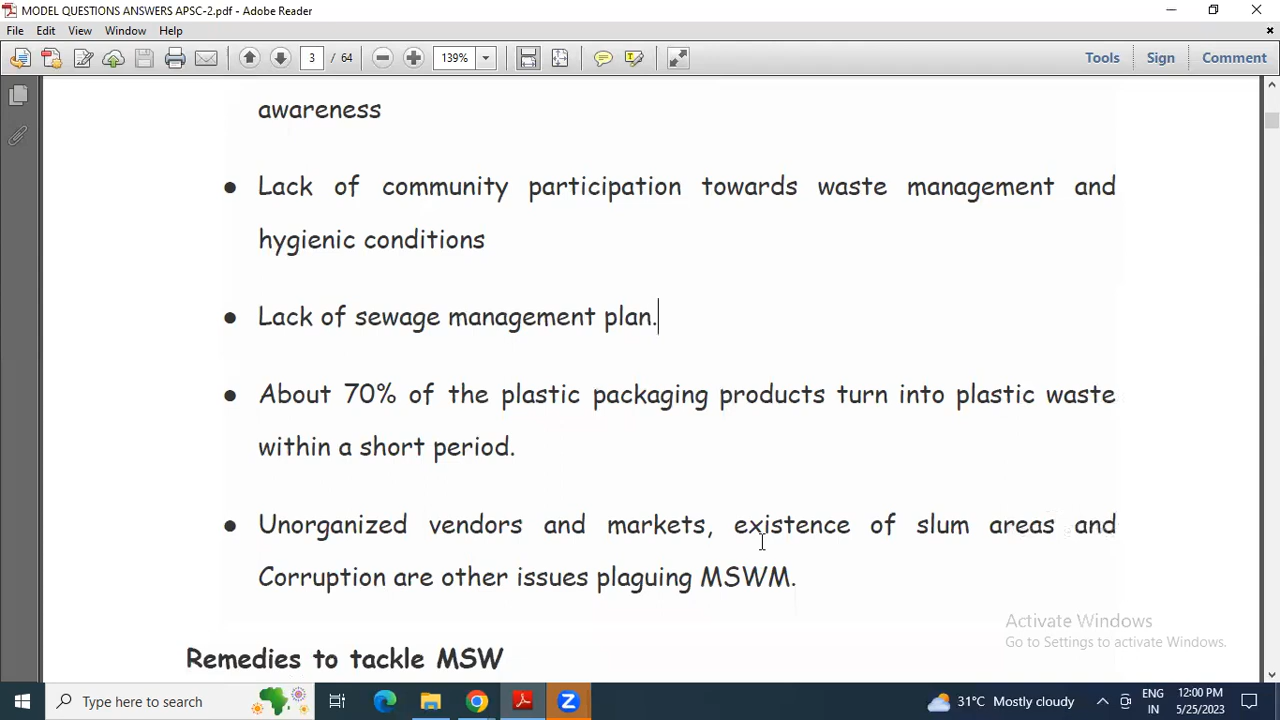 MODEL QUESTIONS ANSWERS APSC-2.pdf - Adobe Reader
File Edit View Window Help
3 / 64 139% Tools Sign Comment
awareness
● Lack of community participation towards waste management and
hygienic conditions
● Lack of sewage management plan.
● About 70% of the plastic packaging products turn into plastic waste
within a short period.
● Unorganized vendors and markets, existence of slum areas and
Corruption are other issues plaguing MSWM.
Activate Windows
Go to Settings to activate Windows.
Remedies to tackle MSW
Type here to search 31°C Mostly cloudy ENG 12:00 PM
IN 5/25/2023